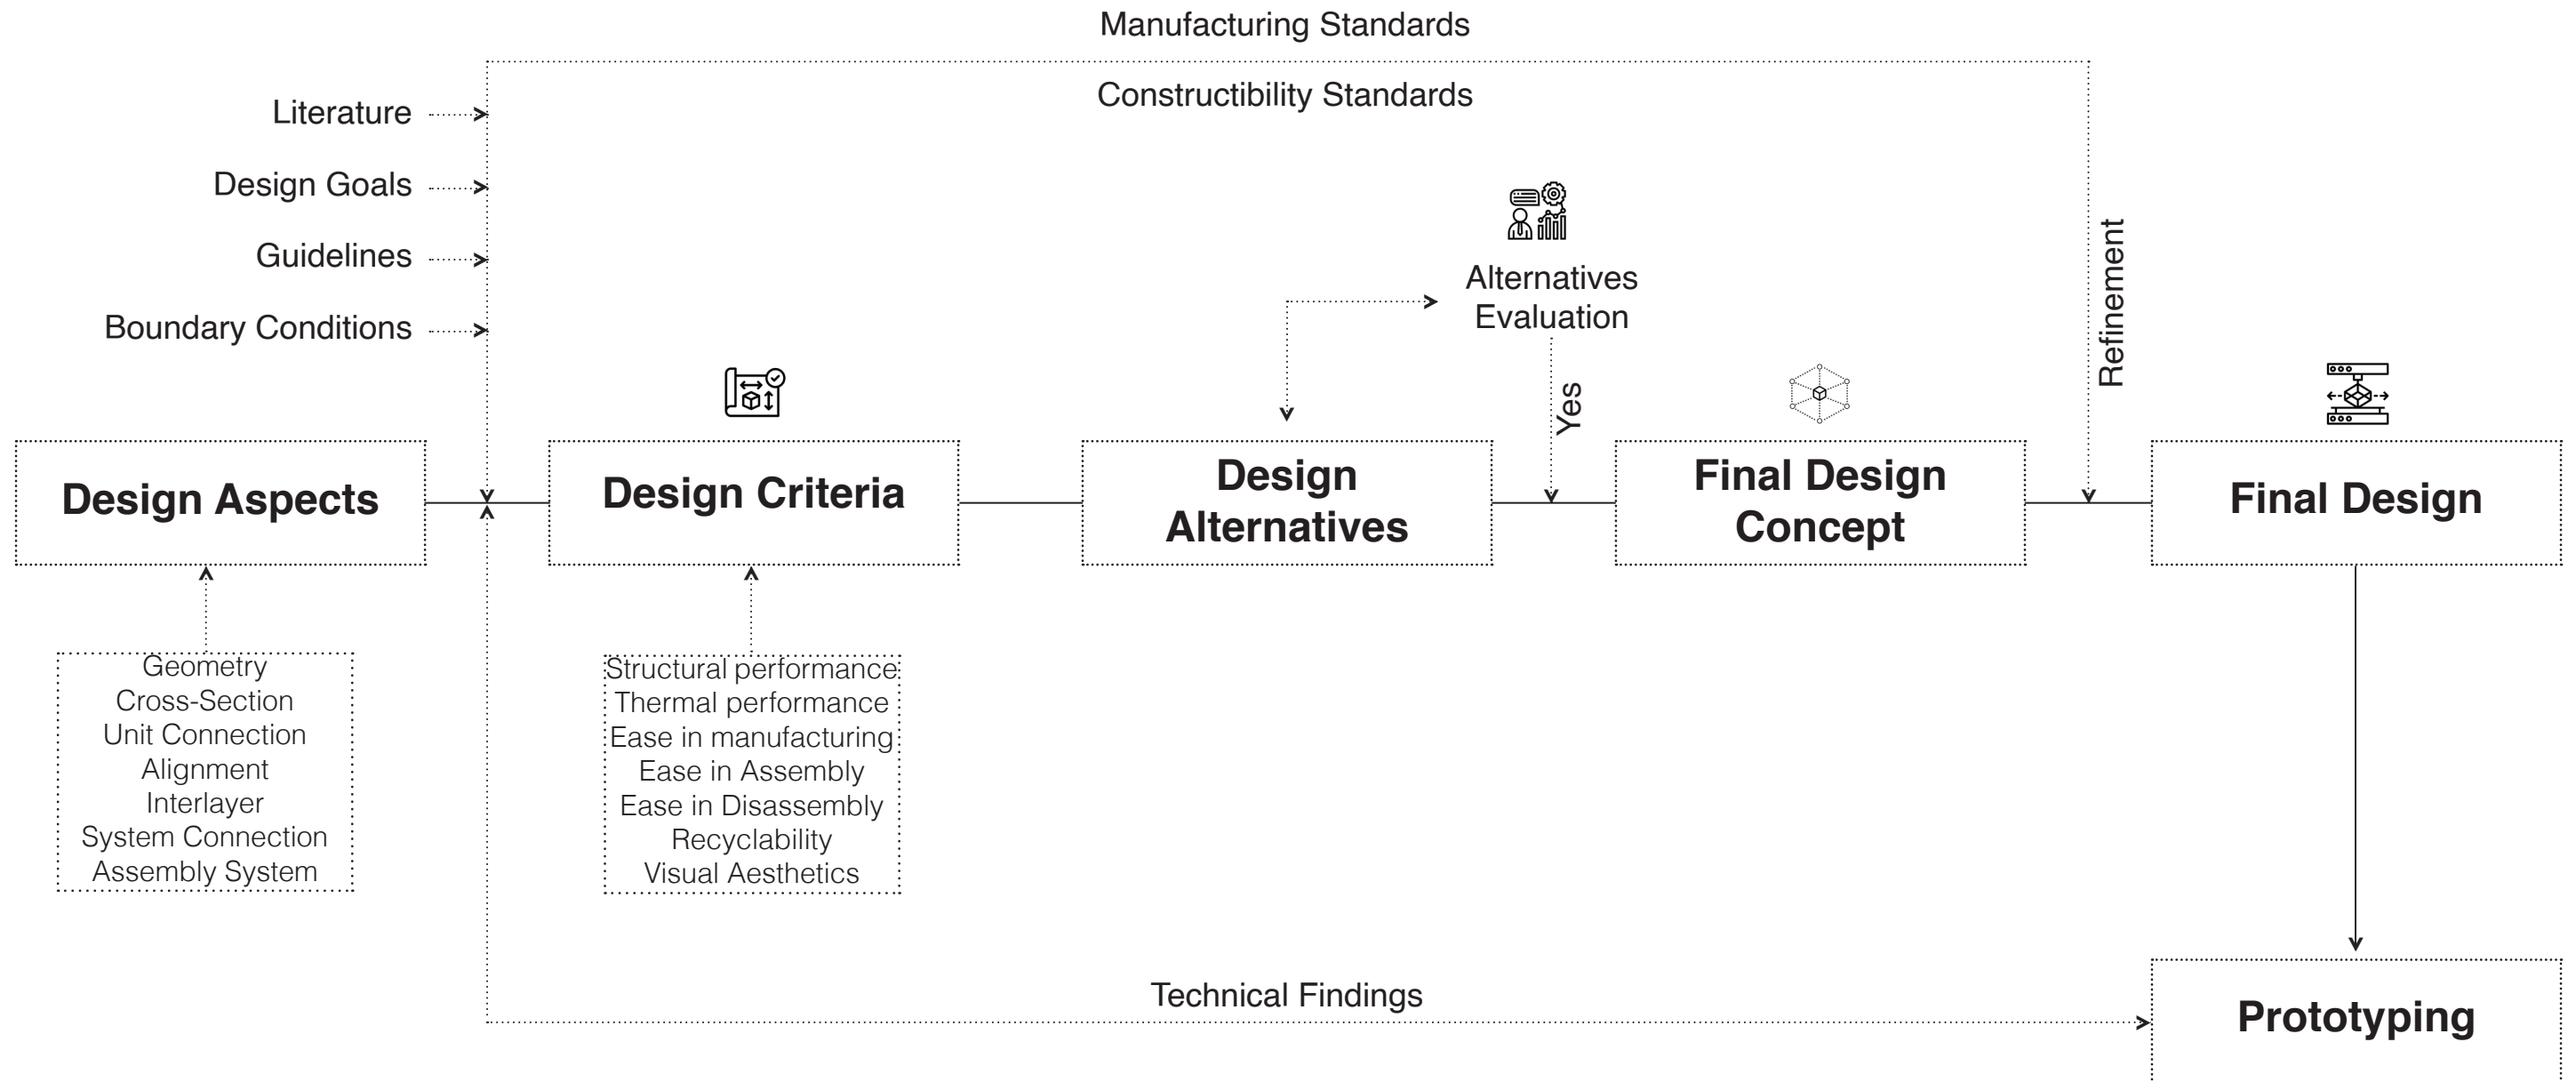 Manufacturing Standards
Constructibility Standards
Literature
Design Goals
Guidelines
Boundary Conditions
Alternatives
Evaluation
Yes
Refinement
Design Aspects
Design Criteria
Design
Alternatives
Final Design
Concept
Final Design
Geometry
Cross-Section
Unit Connection
Alignment
Interlayer
System Connection
Assembly System
Structural performance
Thermal performance
Ease in manufacturing
Ease in Assembly
Ease in Disassembly
Recyclability
Visual Aesthetics
Technical Findings
Prototyping